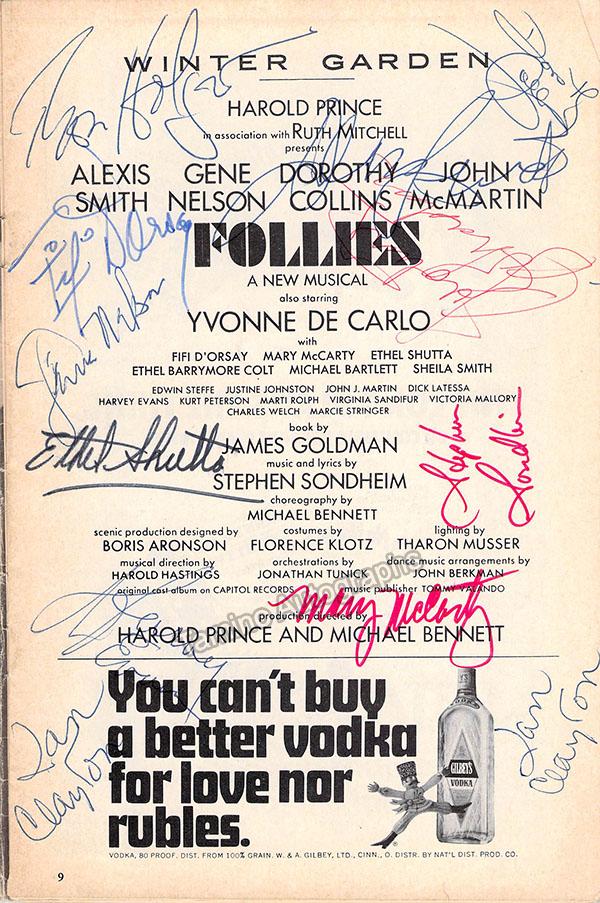 WINTER GARDEN
HAROLD PRINCE
in association with RUTH MITCHELL
presents
ALEXIS GENE DOROTHY JOHN
SMITH NELSON COLLINS McMARTIN
FOLLIES
A NEW MUSICAL
also starring
YVONNE DE CARLO
with
FIFI D'ORSAY MARY McCARTY ETHEL SHUTTA
ETHEL BARRYMORE COLT MICHAEL BARTLETT SHEILA SMITH
EDWIN STEFFE JUSTINE JOHNSTON JOHN J. MARTIN DICK LATESSA
HARVEY EVANS KURT PETERSON MARTI ROLPH VIRGINIA SANDIFUR VICTORIA MALLORY
CHARLES WELCH MARCIE STRINGER
book by
JAMES GOLDMAN
music and lyrics by
STEPHEN SONDHEIM
choreography by
MICHAEL BENNETT
scenic production designed by costumes by lighting by
BORIS ARONSON FLORENCE KLOTZ THARON MUSSER
musical direction by orchestrations by dance music arrangements by
HAROLD HASTINGS JONATHAN TUNICK JOHN BERKMAN
original cast album on CAPITOL RECORDS music publisher TOMMY VALANDO
production directed by
HAROLD PRINCE AND MICHAEL BENNETT
Fifi D'Orsay
Gene Nelson
Ethel Shutta
Stephen Sondheim
Mary McCarty
Tamino Autographs
Jan Clayton
Jan Clayton
You can't buy
a better vodka
for love nor
rubles.
GILBEY'S
VODKA
VODKA, 80 PROOF. DIST. FROM 100% GRAIN. W. & A. GILBEY, LTD., CINN., O. DISTR. BY NAT'L DIST. PROD. CO.
9